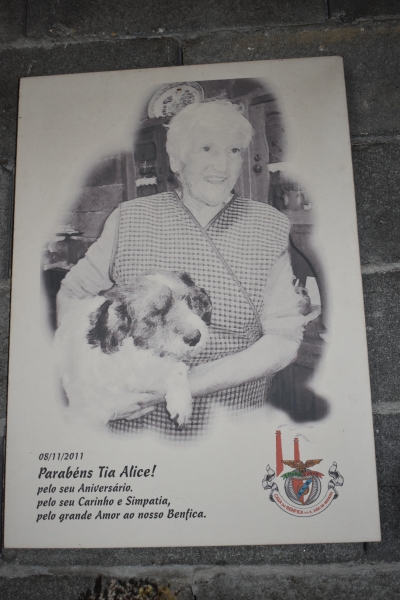 08/11/2011
Parabéns Tia Alice!
pelo seu Aniversário.
pelo seu Carinho e Simpatia,
pelo grande Amor ao nosso Benfica.